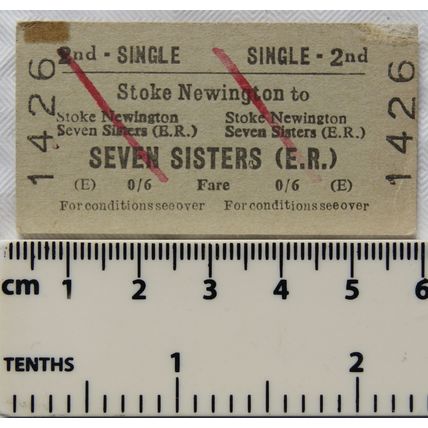 2nd - SINGLE SINGLE - 2nd
1426
Stoke Newington to
Stoke Newington Stoke Newington
Seven Sisters (E.R.) Seven Sisters (E.R.)
SEVEN SISTERS (E.R.)
(E) 0/6 Fare 0/6 (E)
For conditions see over For conditions see over
1426
cm 1 2 3 4 5 6
TENTHS 1 2